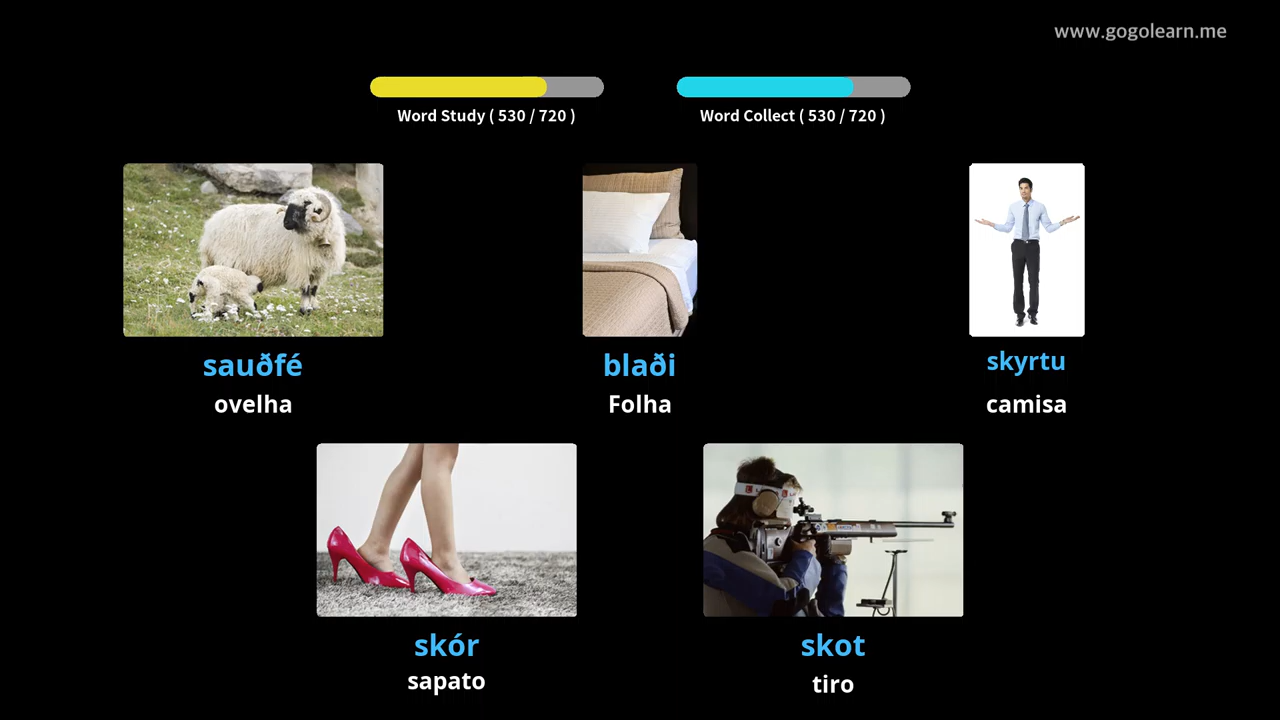 www.gogolearn.me
Word Study ( 530 / 720 )
Word Collect ( 530 / 720 )
sauðfé
ovelha
blaði
Folha
skyrtu
camisa
skór
sapato
skot
tiro